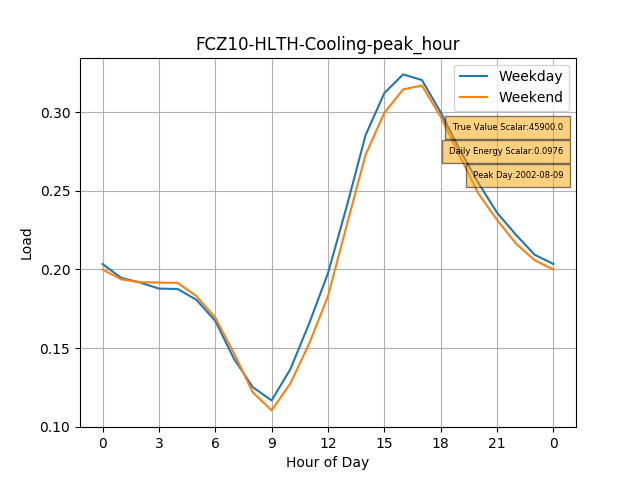 FCZ10-HLTH-Cooling-peak_hour
Weekday
Weekend
True Value Scalar:45900.0
Daily Energy Scalar:0.0976
Peak Day:2002-08-09
Load
0.30
0.25
0.20
0.15
0.10
0 3 6 9 12 15 18 21 0
Hour of Day